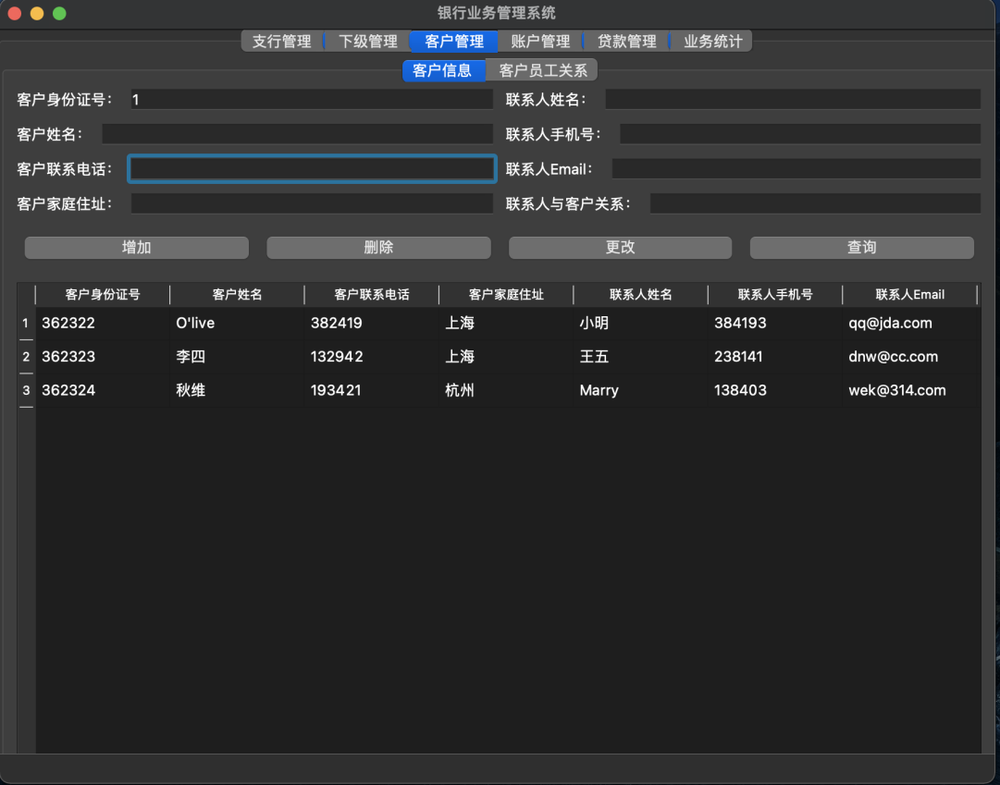 银行业务管理系统
支行管理 下级管理 客户管理 账户管理 贷款管理 业务统计
客户信息 客户员工关系
客户身份证号： 1 联系人姓名：
客户姓名： 联系人手机号：
客户联系电话： 联系人Email：
客户家庭住址： 联系人与客户关系：
增加 删除 更改 查询
客户身份证号 客户姓名 客户联系电话 客户家庭住址 联系人姓名 联系人手机号 联系人Email
1 362322 O'live 382419 上海 小明 384193 qq@jda.com
2 362323 李四 132942 上海 王五 238141 dnw@cc.com
3 362324 秋维 193421 杭州 Marry 138403 wek@314.com